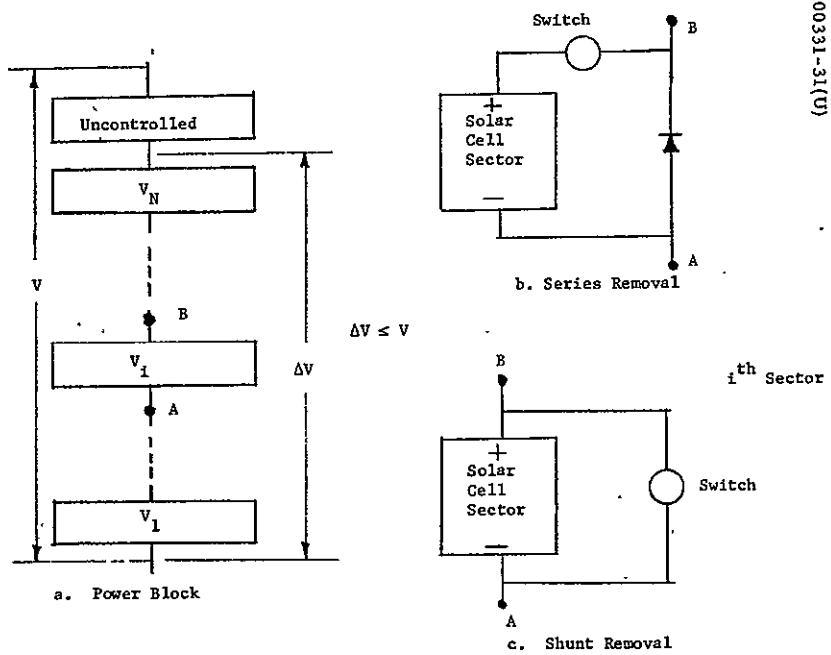 00331-31(U)
Uncontrolled
V_N
V
B
V_i
A
V_1
ΔV
ΔV ≤ V
a. Power Block
Switch
B
+
Solar
Cell
Sector
—
A
b. Series Removal
i^th Sector
B
+
Solar
Cell
Sector
—
Switch
A
c. Shunt Removal